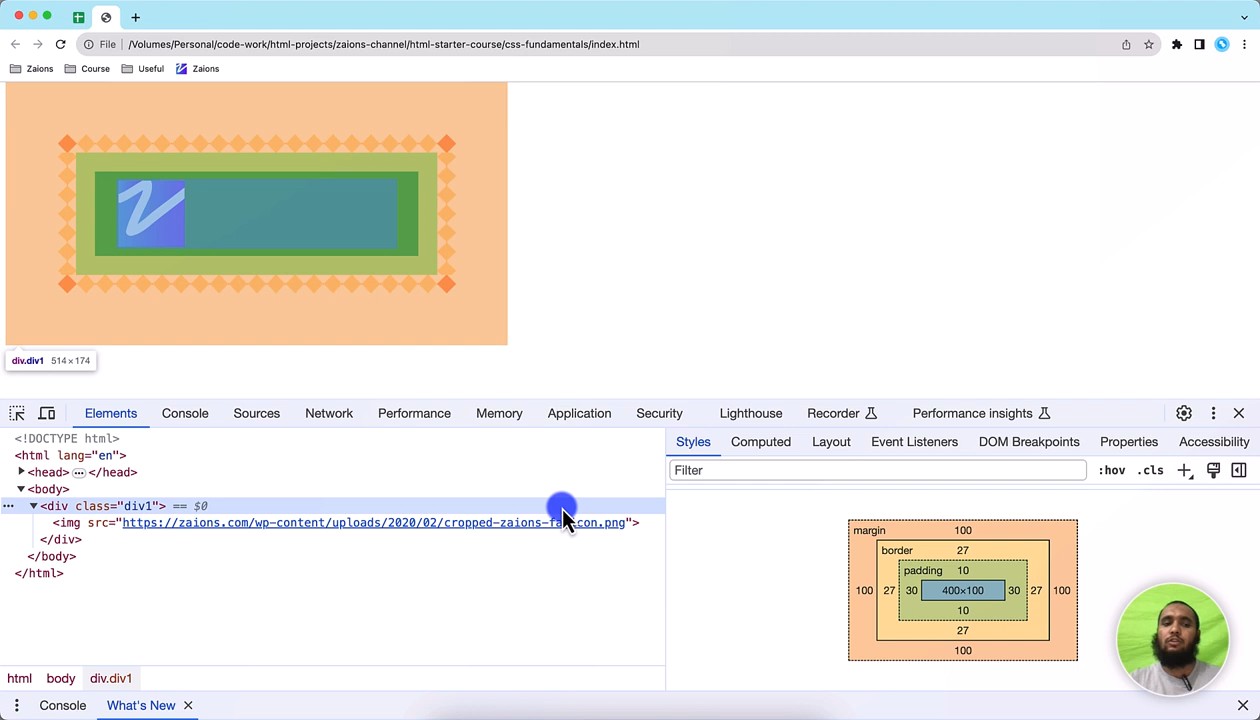 File /Volumes/Personal/code-work/html-projects/zaions-channel/html-starter-course/css-fundamentals/index.html
Zaions Course Useful Zaions
div.div1 514 × 174
Elements Console Sources Network Performance Memory Application Security Lighthouse Recorder Performance insights
<!DOCTYPE html>
<html lang="en">
<head> ••• </head>
<body>
••• <div class="div1"> == $0
<img src="https://zaions.com/wp-content/uploads/2020/02/cropped-zaions-fa con.png">
</div>
</body>
</html>
html body div.div1
Styles Computed Layout Event Listeners DOM Breakpoints Properties Accessibility
Filter :hov .cls
margin 100
border 27
padding 10
100 27 30 400×100 30 27 100
10
27
100
Console What's New